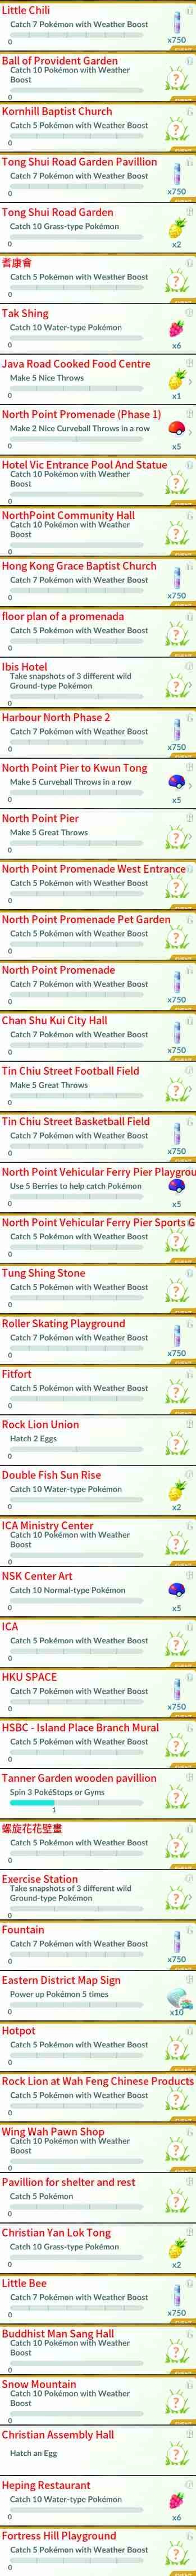 Little Chili
Catch 7 Pokémon with Weather Boost
0
x750
Ball of Provident Garden
Catch 10 Pokémon with Weather
Boost
0
Kornhill Baptist Church
Catch 5 Pokémon with Weather Boost
0
Tong Shui Road Garden Pavillion
Catch 7 Pokémon with Weather Boost
0
x750
Tong Shui Road Garden
Catch 10 Grass-type Pokémon
0
x2
耆康會
Catch 5 Pokémon with Weather Boost
0
Tak Shing
Catch 10 Water-type Pokémon
0
x6
Java Road Cooked Food Centre
Make 5 Nice Throws
0
x1
North Point Promenade (Phase 1)
Make 2 Nice Curveball Throws in a row
0
x5
Hotel Vic Entrance Pool And Statue
Catch 10 Pokémon with Weather
Boost
0
NorthPoint Community Hall
Catch 10 Pokémon with Weather
Boost
0
Hong Kong Grace Baptist Church
Catch 7 Pokémon with Weather Boost
0
x750
floor plan of a promenada
Catch 5 Pokémon with Weather Boost
0
Ibis Hotel
Take snapshots of 3 different wild
Ground-type Pokémon
0
Harbour North Phase 2
Catch 7 Pokémon with Weather Boost
0
x750
North Point Pier to Kwun Tong
Make 5 Curveball Throws in a row
0
x5
North Point Pier
Make 5 Great Throws
0
North Point Promenade West Entrance
Catch 5 Pokémon with Weather Boost
0
North Point Promenade Pet Garden
Catch 5 Pokémon with Weather Boost
0
North Point Promenade
Catch 7 Pokémon with Weather Boost
0
x750
Chan Shu Kui City Hall
Catch 7 Pokémon with Weather Boost
0
x750
Tin Chiu Street Football Field
Make 5 Great Throws
0
Tin Chiu Street Basketball Field
Catch 7 Pokémon with Weather Boost
0
x750
North Point Vehicular Ferry Pier Playgrou
Use 5 Berries to help catch Pokémon
0
x5
North Point Vehicular Ferry Pier Sports G
Catch 5 Pokémon with Weather Boost
0
Tung Shing Stone
Catch 5 Pokémon with Weather Boost
0
Roller Skating Playground
Catch 7 Pokémon with Weather Boost
0
x750
Fitfort
Catch 5 Pokémon with Weather Boost
0
Rock Lion Union
Hatch 2 Eggs
0
Double Fish Sun Rise
Catch 10 Water-type Pokémon
0
x2
ICA Ministry Center
Catch 10 Pokémon with Weather
Boost
0
NSK Center Art
Catch 10 Normal-type Pokémon
0
x5
ICA
Catch 5 Pokémon with Weather Boost
0
HKU SPACE
Catch 7 Pokémon with Weather Boost
0
x750
HSBC - Island Place Branch Mural
Catch 5 Pokémon with Weather Boost
0
Tanner Garden wooden pavillion
Spin 3 PokéStops or Gyms
1
螺旋花花壁畫
Catch 5 Pokémon with Weather Boost
0
Exercise Station
Take snapshots of 3 different wild
Ground-type Pokémon
0
Fountain
Catch 7 Pokémon with Weather Boost
0
x750
Eastern District Map Sign
Power up Pokémon 5 times
0
x10
Hotpot
Catch 5 Pokémon with Weather Boost
0
Rock Lion at Wah Feng Chinese Products
Catch 5 Pokémon with Weather Boost
0
Wing Wah Pawn Shop
Catch 10 Pokémon with Weather
Boost
0
Pavillion for shelter and rest
Catch 5 Pokémon
0
Christian Yan Lok Tong
Catch 10 Grass-type Pokémon
0
x2
Little Bee
Catch 7 Pokémon with Weather Boost
0
x750
Buddhist Man Sang Hall
Catch 10 Pokémon with Weather
Boost
0
Snow Mountain
Catch 10 Pokémon with Weather
Boost
0
Christian Assembly Hall
Hatch an Egg
Heping Restaurant
Catch 10 Water-type Pokémon
0
x6
Fortress Hill Playground
Catch 5 Pokémon with Weather Boost
0